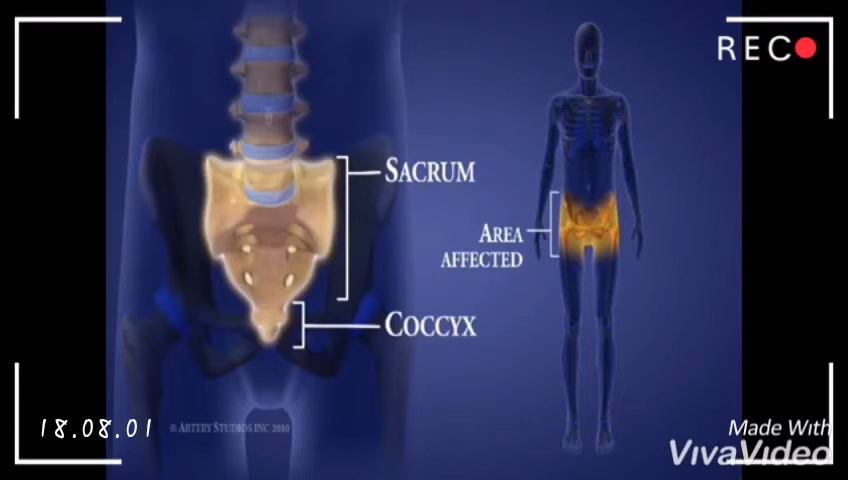 REC
SACRUM
AREA
AFFECTED
COCCYX
18.08.01
© ARTERY STUDIOS INC 2010
Made With
VivaVideo